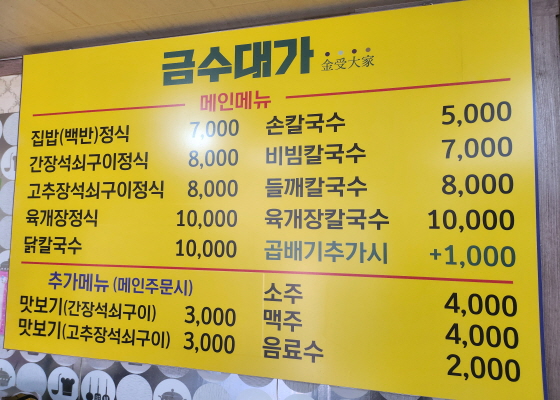 금수대가 金受大家
메인메뉴
집밥(백반)정식 7,000
간장석쇠구이정식 8,000
고추장석쇠구이정식 8,000
육개장정식 10,000
닭칼국수 10,000
손칼국수 5,000
비빔칼국수 7,000
들깨칼국수 8,000
육개장칼국수 10,000
곱배기추가시 +1,000
추가메뉴 (메인주문시)
맛보기(간장석쇠구이) 3,000
맛보기(고추장석쇠구이) 3,000
소주 4,000
맥주 4,000
음료수 2,000